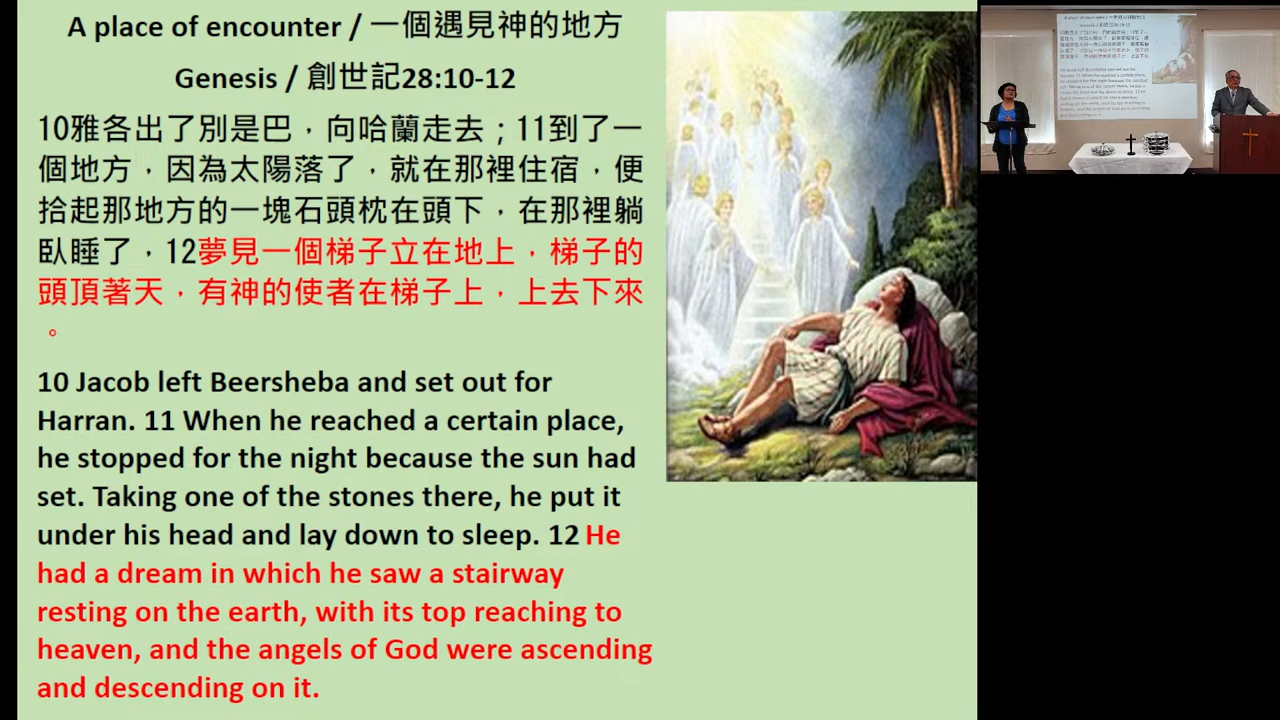 A place of encounter / 一個遇見神的地方
Genesis / 創世記28:10-12
10雅各出了別是巴，向哈蘭走去；11到了一
個地方，因為太陽落了，就在那裡住宿，便
拾起那地方的一塊石頭枕在頭下，在那裡躺
臥睡了，12夢見一個梯子立在地上，梯子的
頭頂著天，有神的使者在梯子上，上去下來
。
10 Jacob left Beersheba and set out for
Harran. 11 When he reached a certain place,
he stopped for the night because the sun had
set. Taking one of the stones there, he put it
under his head and lay down to sleep. 12 He
had a dream in which he saw a stairway
resting on the earth, with its top reaching to
heaven, and the angels of God were ascending
and descending on it.